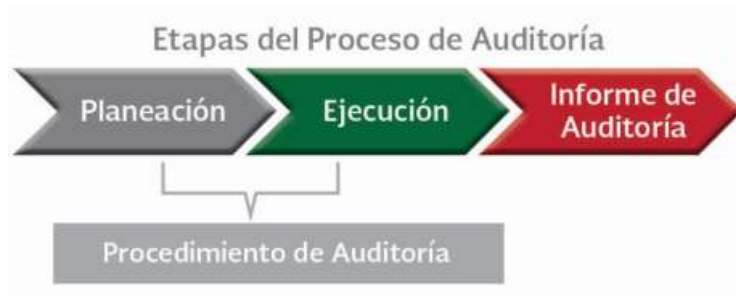 Etapas del Proceso de Auditoría
Planeación
Ejecución
Informe de
Auditoría
Procedimiento de Auditoría